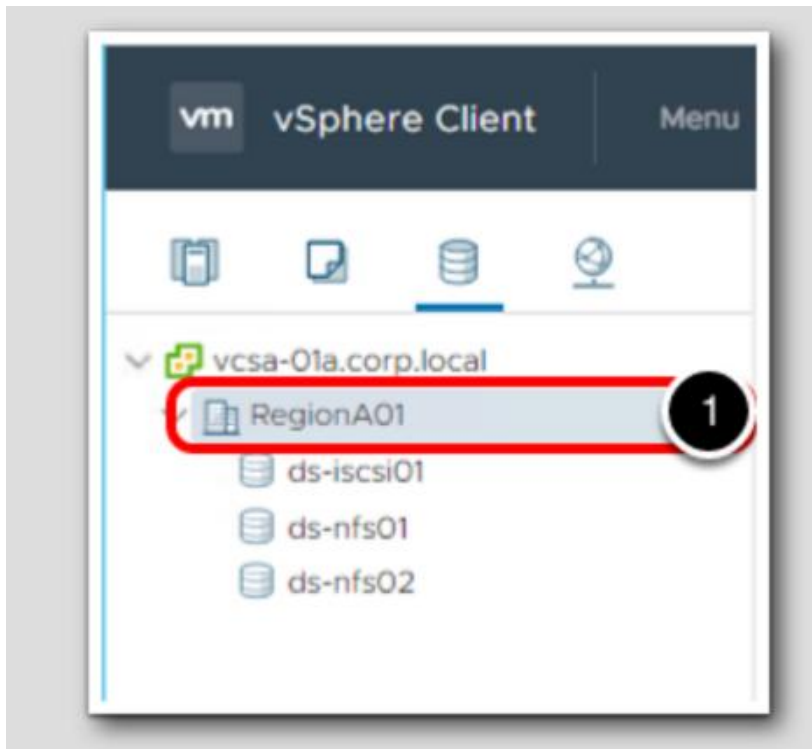 vm vSphere Client Menu
vcsa-01a.corp.local
RegionA01 1
ds-iscsi01
ds-nfs01
ds-nfs02